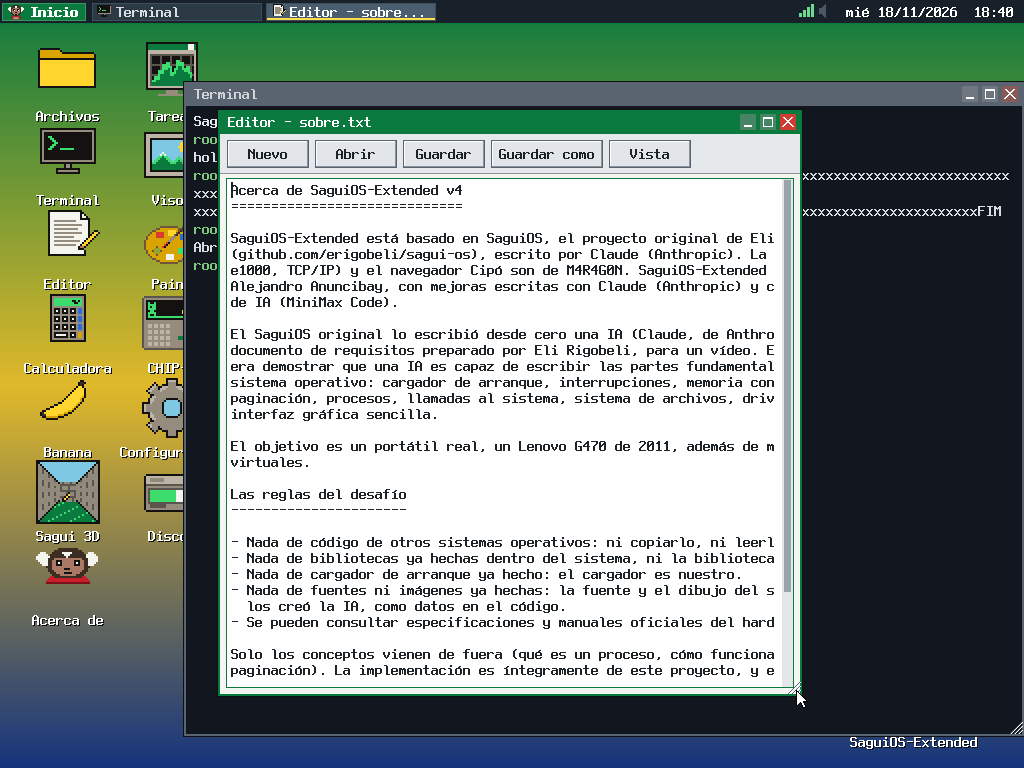 Inicio
Terminal
Editor - sobre...
mié 18/11/2026 18:40
Archivos
Terminal
Editor
Calculadora
CHIP-
Banana
Configur
Sagui 3D
Disco
Acerca de
Terminal
Sag
roo
hol
roo
xxxxxxxxxxxxxxxxxxxxxxxxxx
xxx
xxx
xxxxxxxxxxxxxxxxxxxxxxFIM
roo
Abr
roo
Editor - sobre.txt
Nuevo
Abrir
Guardar
Guardar como
Vista
Acerca de SaguiOS-Extended v4
=============================
SaguiOS-Extended está basado en SaguiOS, el proyecto original de Eli
(github.com/erigobeli/sagui-os), escrito por Claude (Anthropic). La
e1000, TCP/IP) y el navegador Cipó son de M4R4G0N. SaguiOS-Extended
Alejandro Anuncibay, con mejoras escritas con Claude (Anthropic) y c
de IA (MiniMax Code).
El SaguiOS original lo escribió desde cero una IA (Claude, de Anthro
documento de requisitos preparado por Eli Rigobeli, para un vídeo. E
era demostrar que una IA es capaz de escribir las partes fundamental
sistema operativo: cargador de arranque, interrupciones, memoria con
paginación, procesos, llamadas al sistema, sistema de archivos, driv
interfaz gráfica sencilla.
El objetivo es un portátil real, un Lenovo G470 de 2011, además de m
virtuales.
Las reglas del desafío
----------------------
- Nada de código de otros sistemas operativos: ni copiarlo, ni leerl
- Nada de bibliotecas ya hechas dentro del sistema, ni la biblioteca
- Nada de cargador de arranque ya hecho: el cargador es nuestro.
- Nada de fuentes ni imágenes ya hechas: la fuente y el dibujo del s
los creó la IA, como datos en el código.
- Se pueden consultar especificaciones y manuales oficiales del hard
Solo los conceptos vienen de fuera (qué es un proceso, cómo funciona
paginación). La implementación es íntegramente de este proyecto, y e
SaguiOS-Extended